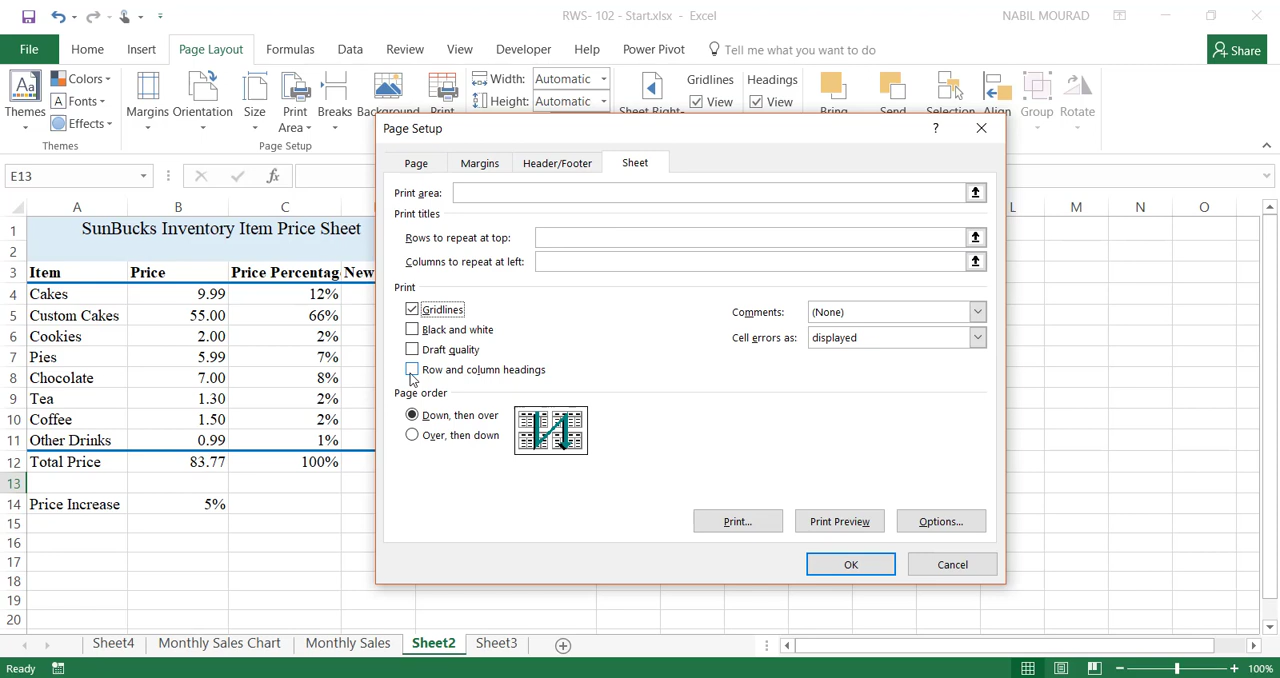 RWS- 102 - Start.xlsx - Excel
NABIL MOURAD
File Home Insert Page Layout Formulas Data Review View Developer Help Power Pivot Tell me what you want to do Share
Themes Colors Fonts Effects Themes
Margins Orientation Size Print Area Breaks Background Print Page Setup
Width: Automatic
Height: Automatic
Sheet Right-
Gridlines View
Headings View
Bring Send Selection Align Group Rotate
E13 fx
Page Setup ?
Page Margins Header/Footer Sheet
Print area:
Print titles
Rows to repeat at top:
Columns to repeat at left:
Print
Gridlines
Black and white
Draft quality
Row and column headings
Comments: (None)
Cell errors as: displayed
Page order
Down, then over
Over, then down
Print... Print Preview Options...
OK Cancel
A B C L M N O
1 SunBucks Inventory Item Price Sheet
2
3 Item Price Price Percentag New
4 Cakes 9.99 12%
5 Custom Cakes 55.00 66%
6 Cookies 2.00 2%
7 Pies 5.99 7%
8 Chocolate 7.00 8%
9 Tea 1.30 2%
10 Coffee 1.50 2%
11 Other Drinks 0.99 1%
12 Total Price 83.77 100%
13
14 Price Increase 5%
15
16
17
18
19
20
Sheet4 Monthly Sales Chart Monthly Sales Sheet2 Sheet3
Ready 100%